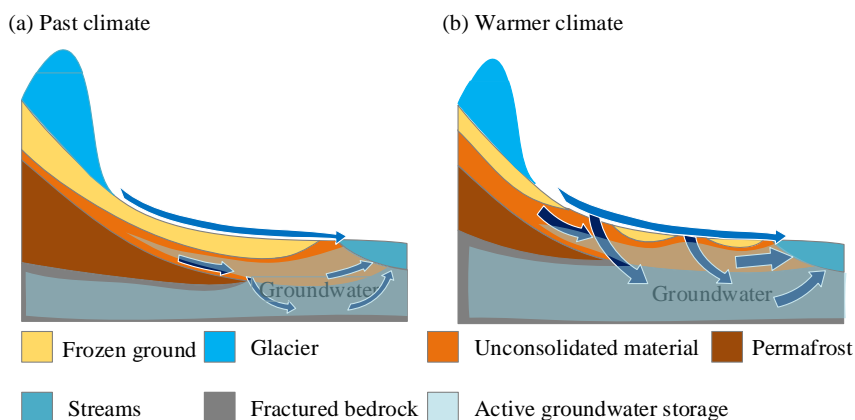 (a) Past climate
(b) Warmer climate
Groundwater
Groundwater
Frozen ground
Glacier
Unconsolidated material
Permafrost
Streams
Fractured bedrock
Active groundwater storage